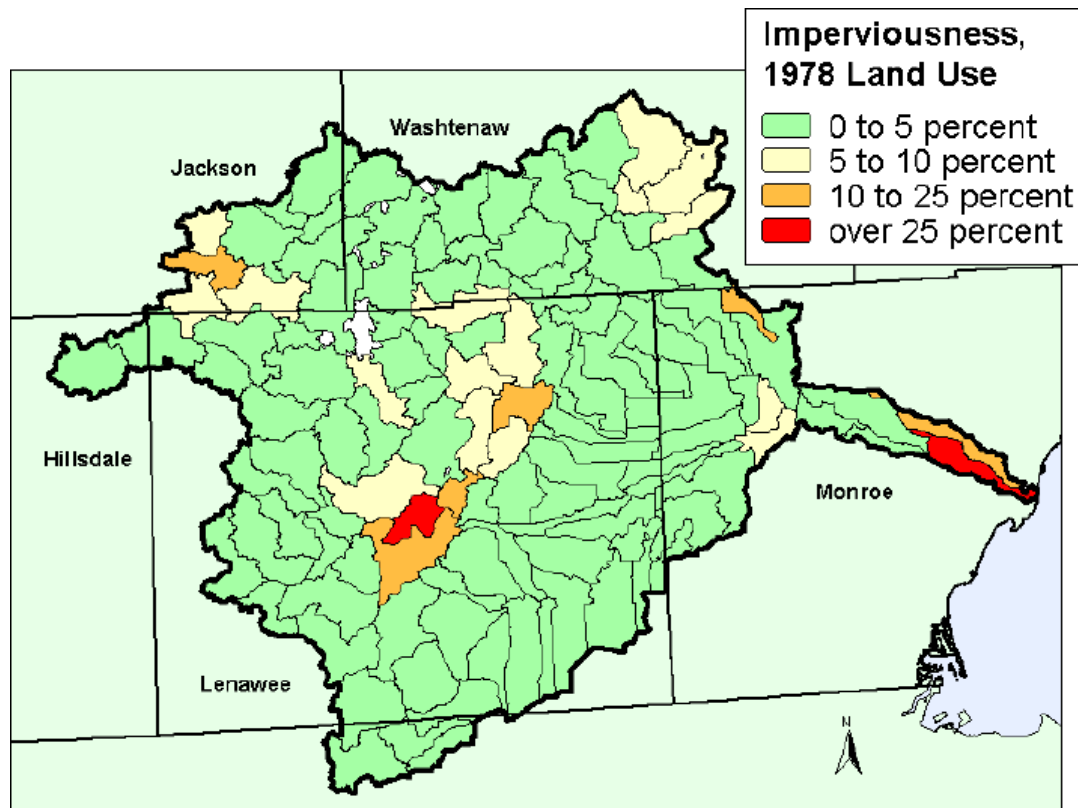 Imperviousness,
1978 Land Use
0 to 5 percent
5 to 10 percent
10 to 25 percent
over 25 percent
Washtenaw
Jackson
Hillsdale
Monroe
Lenawee
N